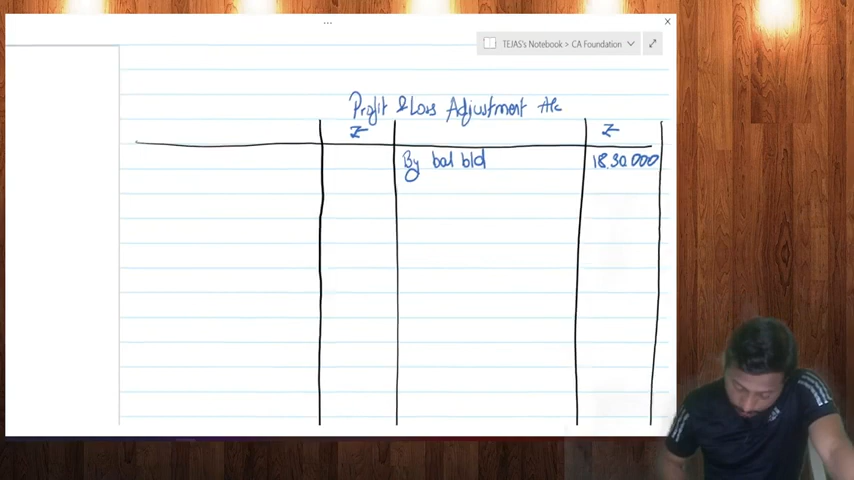 TEJAS's Notebook > CA Foundation
Profit & Loss Adjustment A/c
₹ ₹
By bal b/d 18,30,000